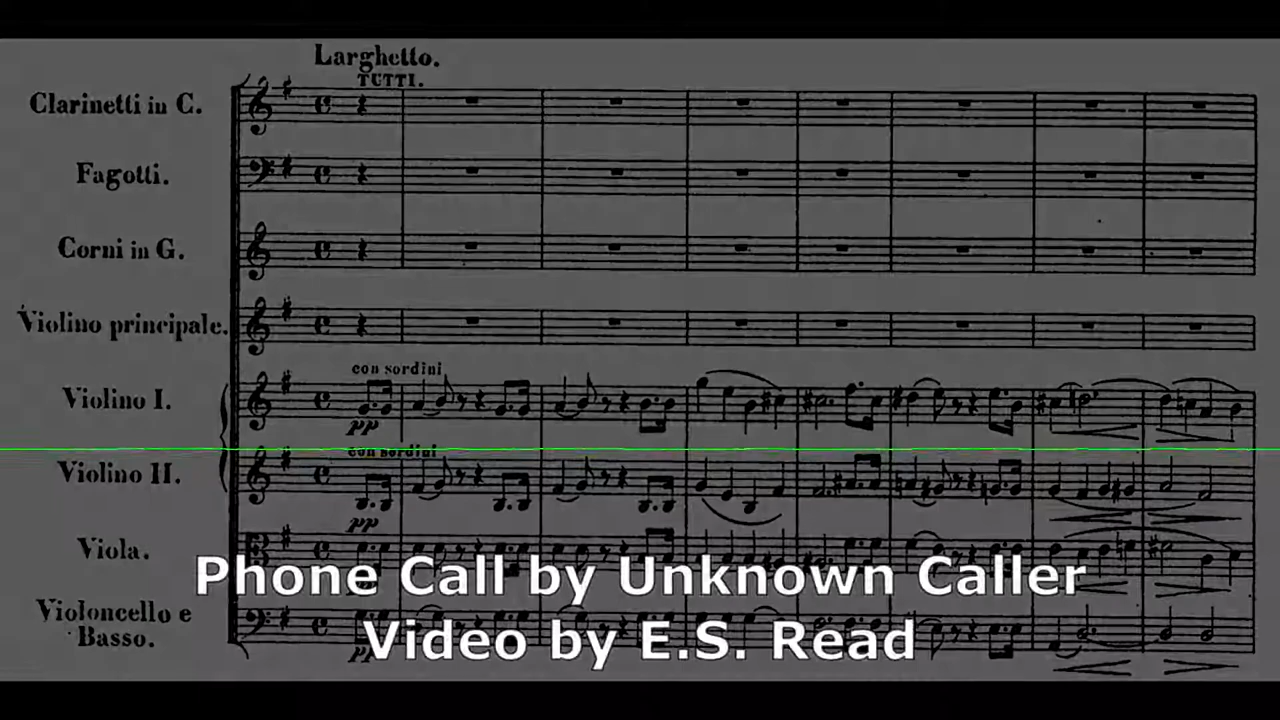 Larghetto.
TUTTI.
Clarinetti in C.
Fagotti.
Corni in G.
Violino principale.
con sordini
Violino I.
pp
con sordini
Violino II.
pp
Viola.
Phone Call by Unknown Caller
Violoncello e
Basso.
Video by E.S. Read
pp